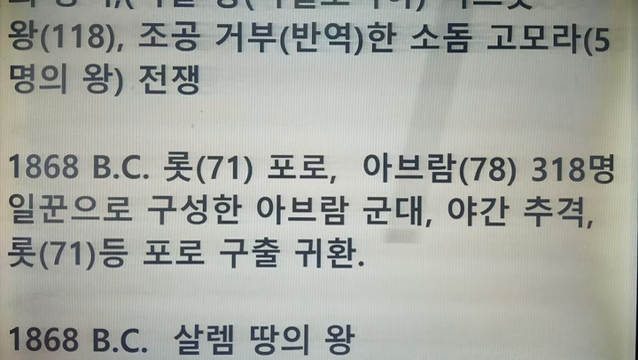 왕(118), 조공 거부(반역)한 소돔 고모라(5
명의 왕) 전쟁
1868 B.C. 롯(71) 포로, 아브람(78) 318명
일꾼으로 구성한 아브람 군대, 야간 추격,
롯(71)등 포로 구출 귀환.
1868 B.C. 살렘 땅의 왕